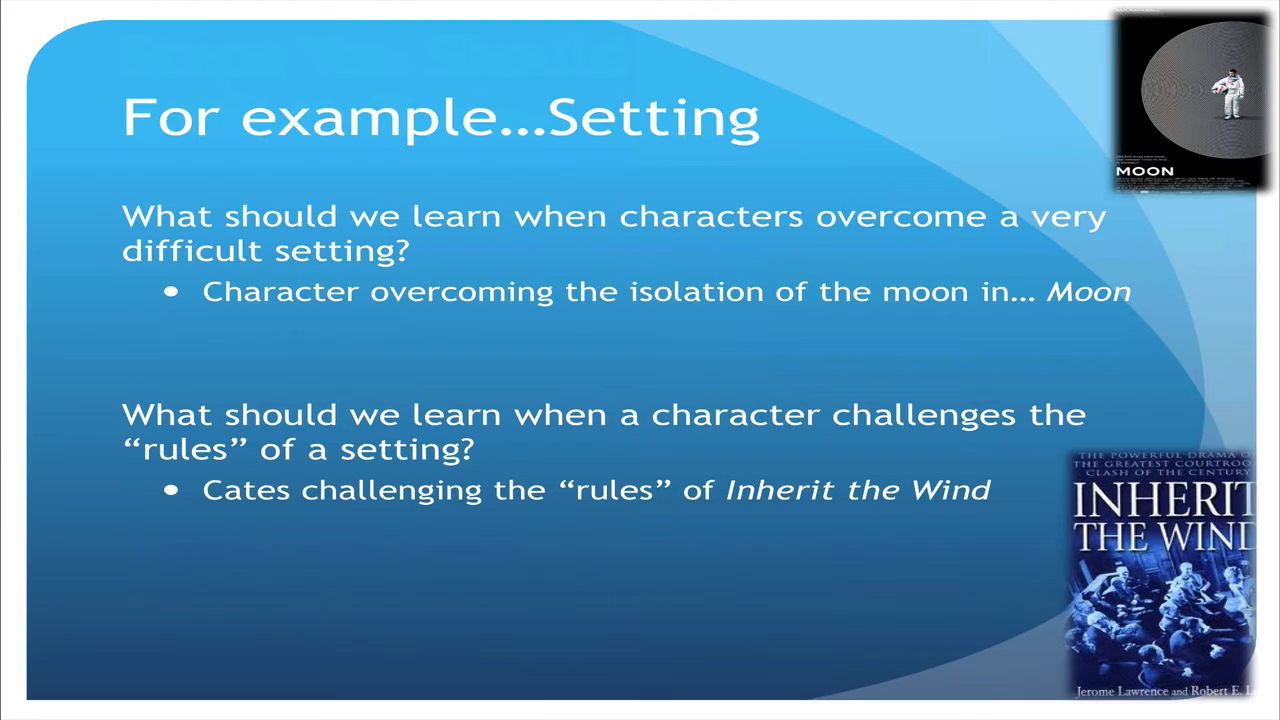 For example…Setting
What should we learn when characters overcome a very
difficult setting?
• Character overcoming the isolation of the moon in… Moon
What should we learn when a character challenges the
“rules” of a setting?
• Cates challenging the “rules” of Inherit the Wind
MOON
THE POWERFUL DRAMA O
THE GREATEST COURTROO
CLASH OF THE CENTURY
INHERIT
THE WIND
Jerome Lawrence and Robert E. L